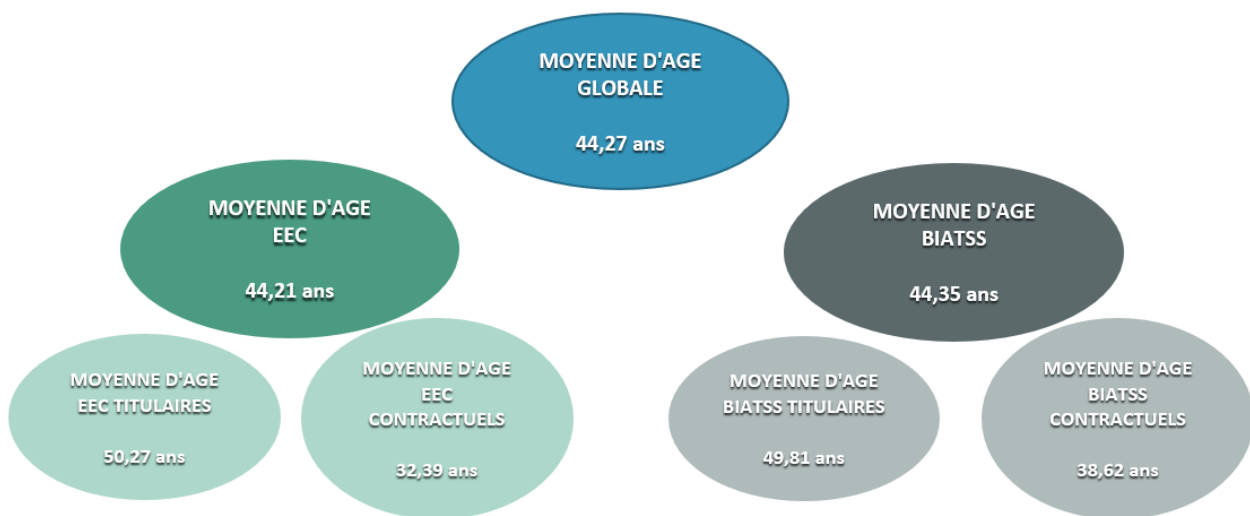 MOYENNE D'AGE
GLOBALE
44,27 ans
MOYENNE D'AGE
EEC
44,21 ans
MOYENNE D'AGE
BIATSS
44,35 ans
MOYENNE D'AGE
EEC TITULAIRES
50,27 ans
MOYENNE D'AGE
EEC
CONTRACTUELS
32,39 ans
MOYENNE D'AGE
BIATSS TITULAIRES
49,81 ans
MOYENNE D'AGE
BIATSS
CONTRACTUELS
38,62 ans